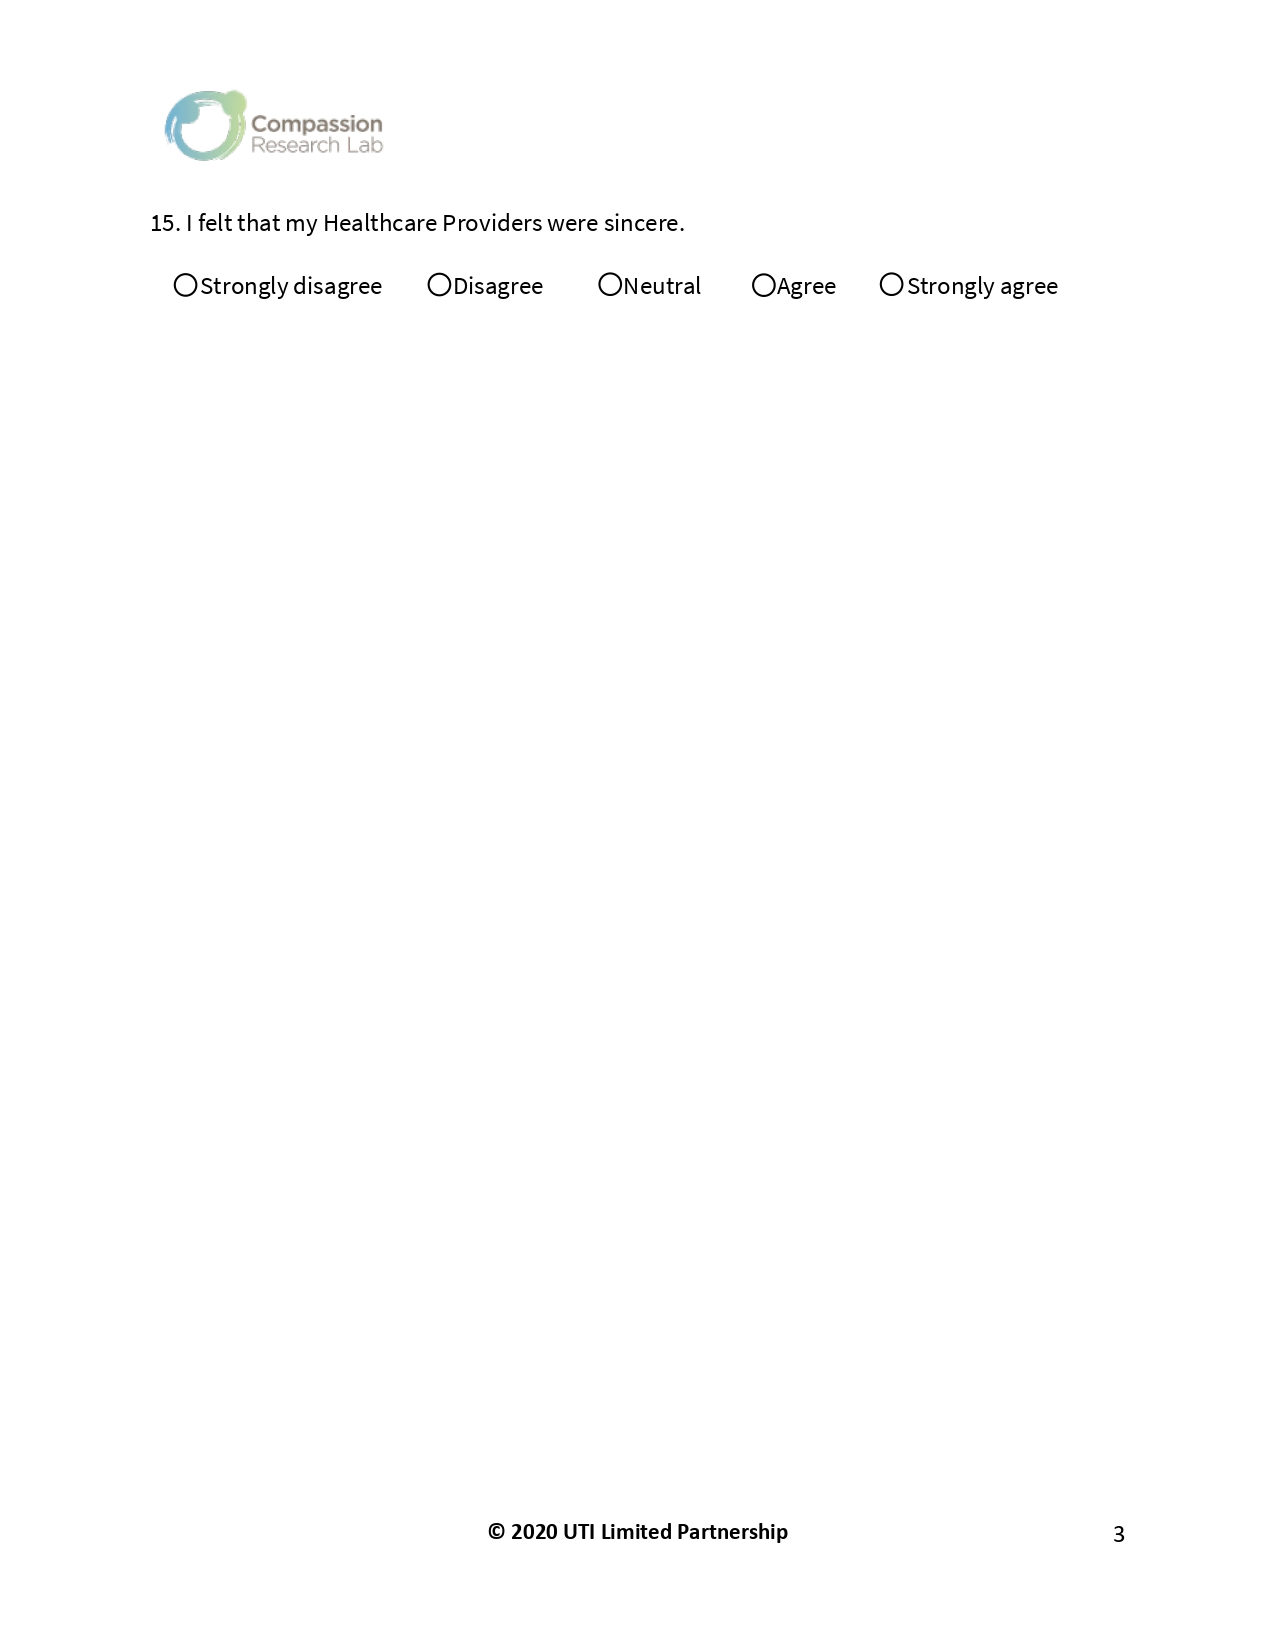 Compassion
Research Lab
15. I felt that my Healthcare Providers were sincere.
Strongly disagree Disagree Neutral Agree Strongly agree
© 2020 UTI Limited Partnership
3